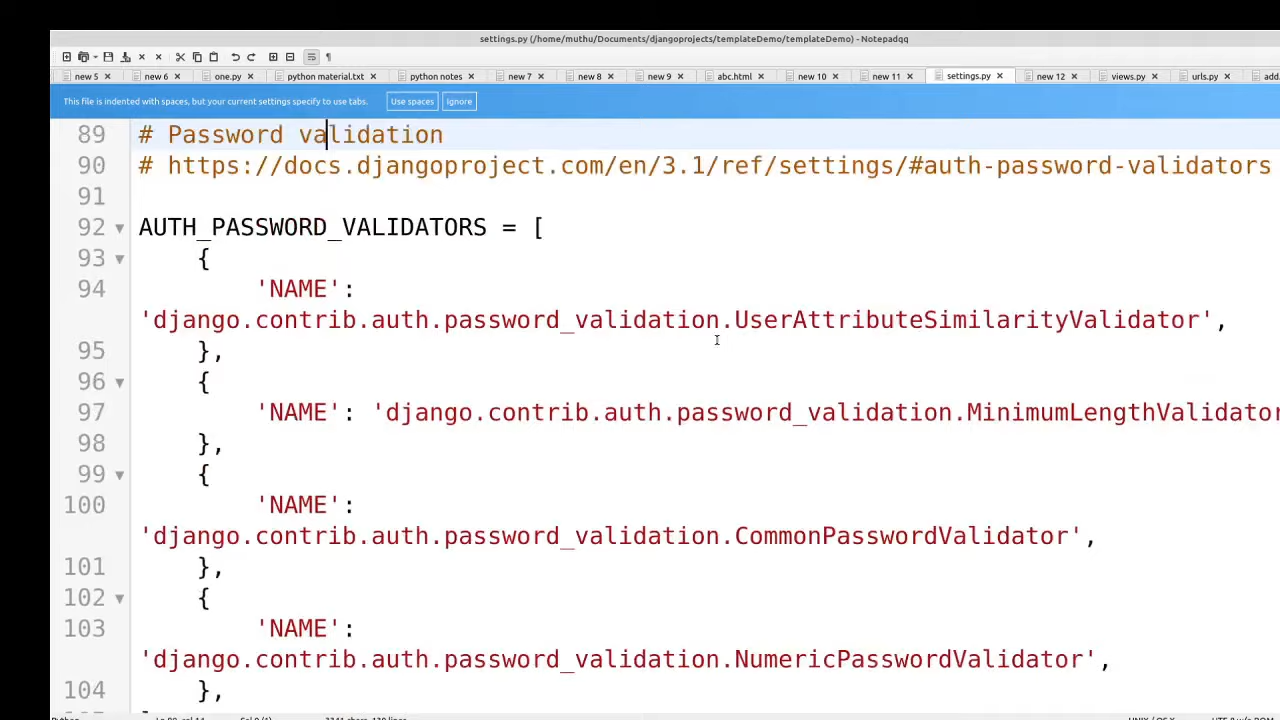 settings.py (/home/muthu/Documents/djangoprojects/templateDemo/templateDemo) - Notepadqq
new 5 new 6 one.py python material.txt python notes new 7 new 8 new 9 abc.html new 10 new 11 settings.py new 12 views.py urls.py add.
This file is indented with spaces, but your current settings specify to use tabs. Use spaces Ignore
89 # Password validation
90 # https://docs.djangoproject.com/en/3.1/ref/settings/#auth-password-validators
91
92 AUTH_PASSWORD_VALIDATORS = [
93 {
94 'NAME':
'django.contrib.auth.password_validation.UserAttributeSimilarityValidator',
95 },
96 {
97 'NAME': 'django.contrib.auth.password_validation.MinimumLengthValidator
98 },
99 {
100 'NAME':
'django.contrib.auth.password_validation.CommonPasswordValidator',
101 },
102 {
103 'NAME':
'django.contrib.auth.password_validation.NumericPasswordValidator',
104 },